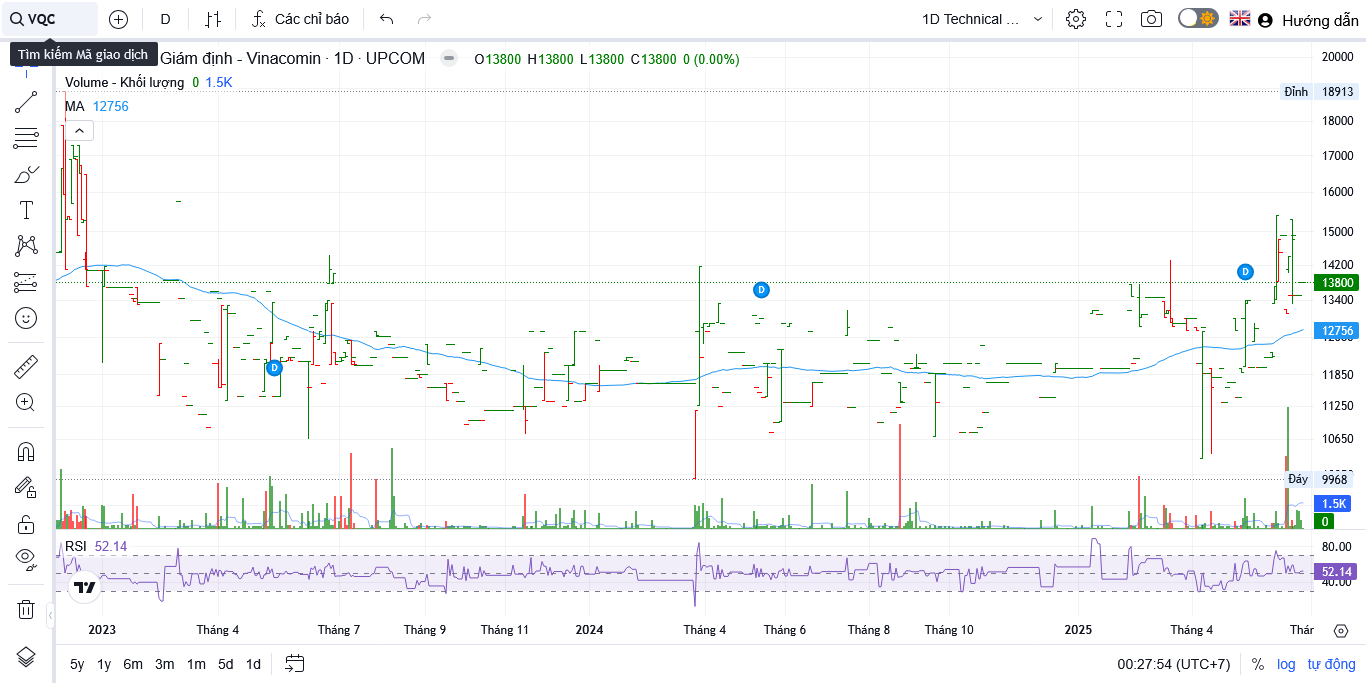 VQC D Các chỉ báo 1D Technical ... Hướng dẫn
Tìm kiếm Mã giao dịch
Giám định - Vinacomin · 1D · UPCOM O13800 H13800 L13800 C13800 0 (0.00%)
Volume - Khối lượng 0 1.5K
MA 12756
20000
Đỉnh 18913
18000
17000
16000
15000
14200
13800
13400
12756
11850
11250
10650
Đáy 9968
1.5K
0
D
D
D
RSI 52.14
80.00
52.14
40.00
2023 Tháng 4 Tháng 7 Tháng 9 Tháng 11 2024 Tháng 4 Tháng 6 Tháng 8 Tháng 10 2025 Tháng 4 Thár
5y 1y 6m 3m 1m 5d 1d 00:27:54 (UTC+7) % log tự động